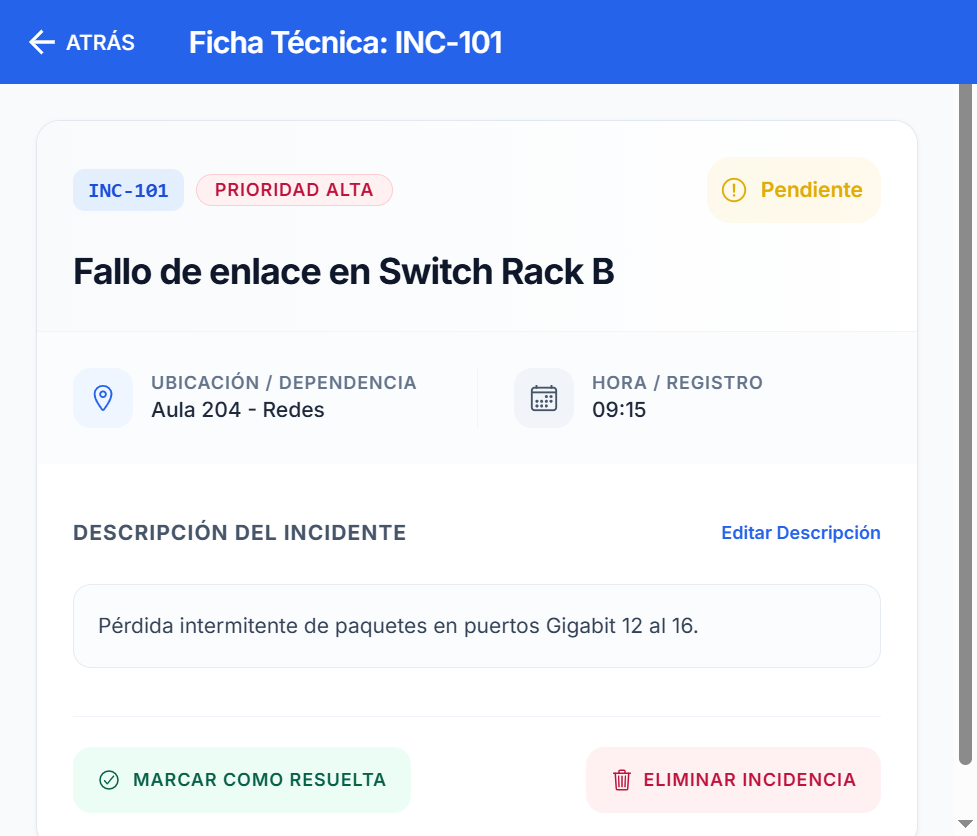 ATRÁS
Ficha Técnica: INC-101
INC-101
PRIORIDAD ALTA
Pendiente
Fallo de enlace en Switch Rack B
UBICACIÓN / DEPENDENCIA
Aula 204 - Redes
HORA / REGISTRO
09:15
DESCRIPCIÓN DEL INCIDENTE
Editar Descripción
Pérdida intermitente de paquetes en puertos Gigabit 12 al 16.
MARCAR COMO RESUELTA
ELIMINAR INCIDENCIA